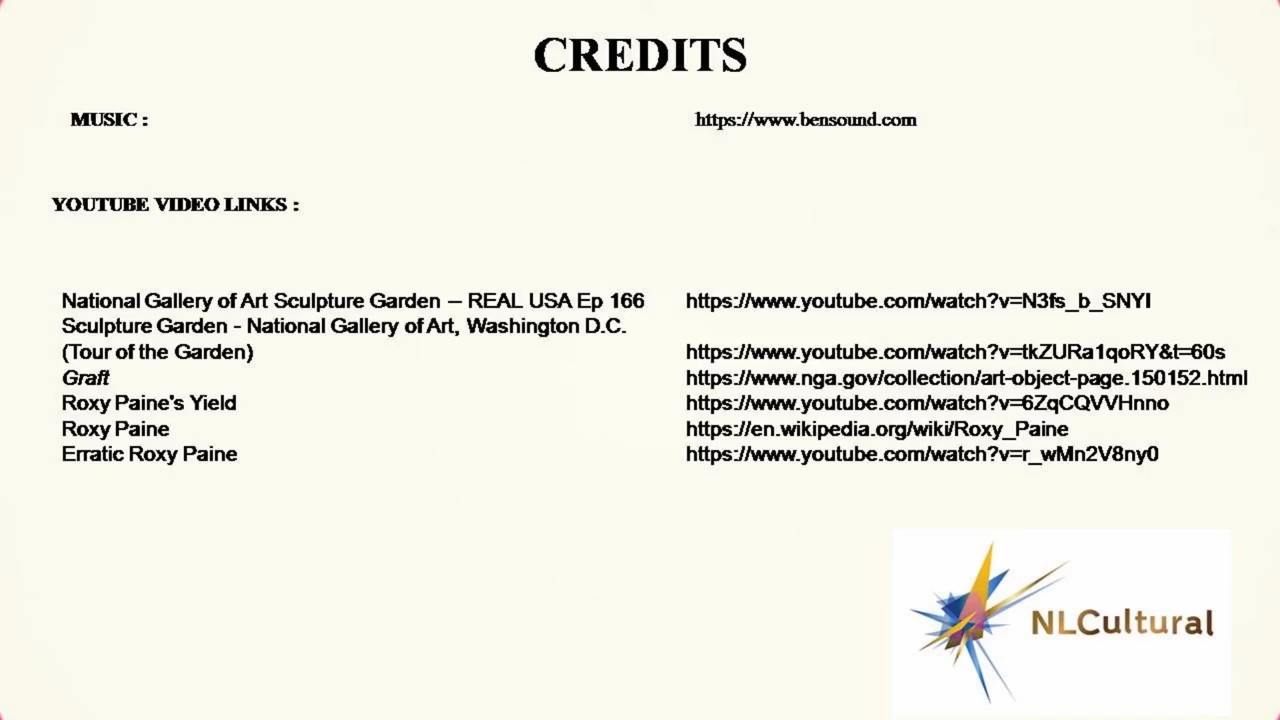 CREDITS
MUSIC : https://www.bensound.com
YOUTUBE VIDEO LINKS :
National Gallery of Art Sculpture Garden – REAL USA Ep 166 https://www.youtube.com/watch?v=N3fs_b_SNYI
Sculpture Garden - National Gallery of Art, Washington D.C.
(Tour of the Garden) https://www.youtube.com/watch?v=tkZURa1qoRY&t=60s
Graft https://www.nga.gov/collection/art-object-page.150152.html
Roxy Paine's Yield https://www.youtube.com/watch?v=6ZqCQVVHnno
Roxy Paine https://en.wikipedia.org/wiki/Roxy_Paine
Erratic Roxy Paine https://www.youtube.com/watch?v=r_wMn2V8ny0
NLCultural